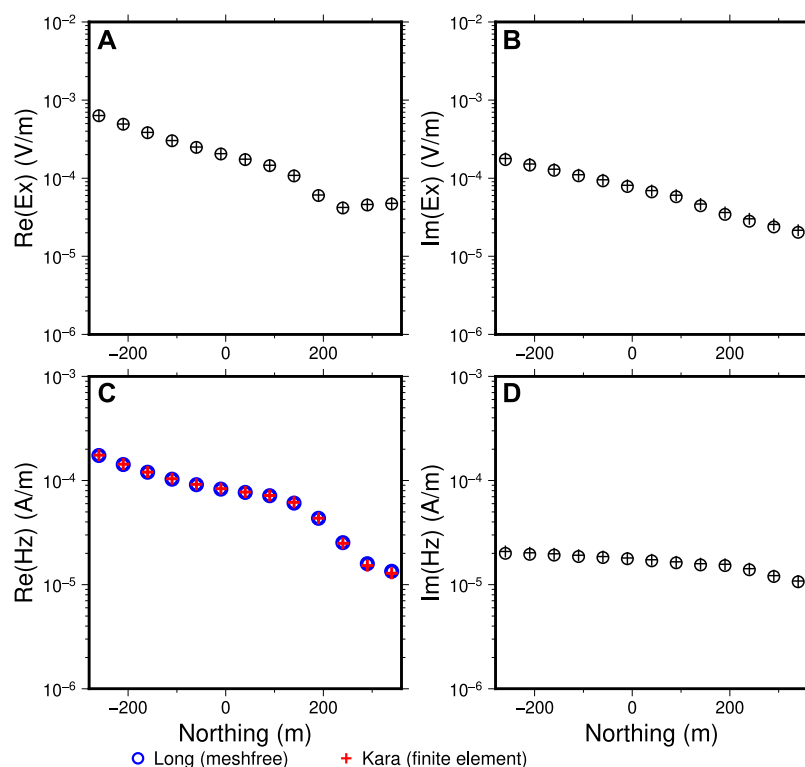 A
B
10⁻²
10⁻³
10⁻⁴
10⁻⁵
10⁻⁶
Re(Ex) (V/m)
−200
0
200
10⁻²
10⁻³
10⁻⁴
10⁻⁵
10⁻⁶
Im(Ex) (V/m)
−200
0
200
C
D
10⁻³
10⁻⁴
10⁻⁵
10⁻⁶
Re(Hz) (A/m)
−200
0
200
Northing (m)
10⁻³
10⁻⁴
10⁻⁵
10⁻⁶
Im(Hz) (A/m)
−200
0
200
Northing (m)
Long (meshfree)
Kara (finite element)